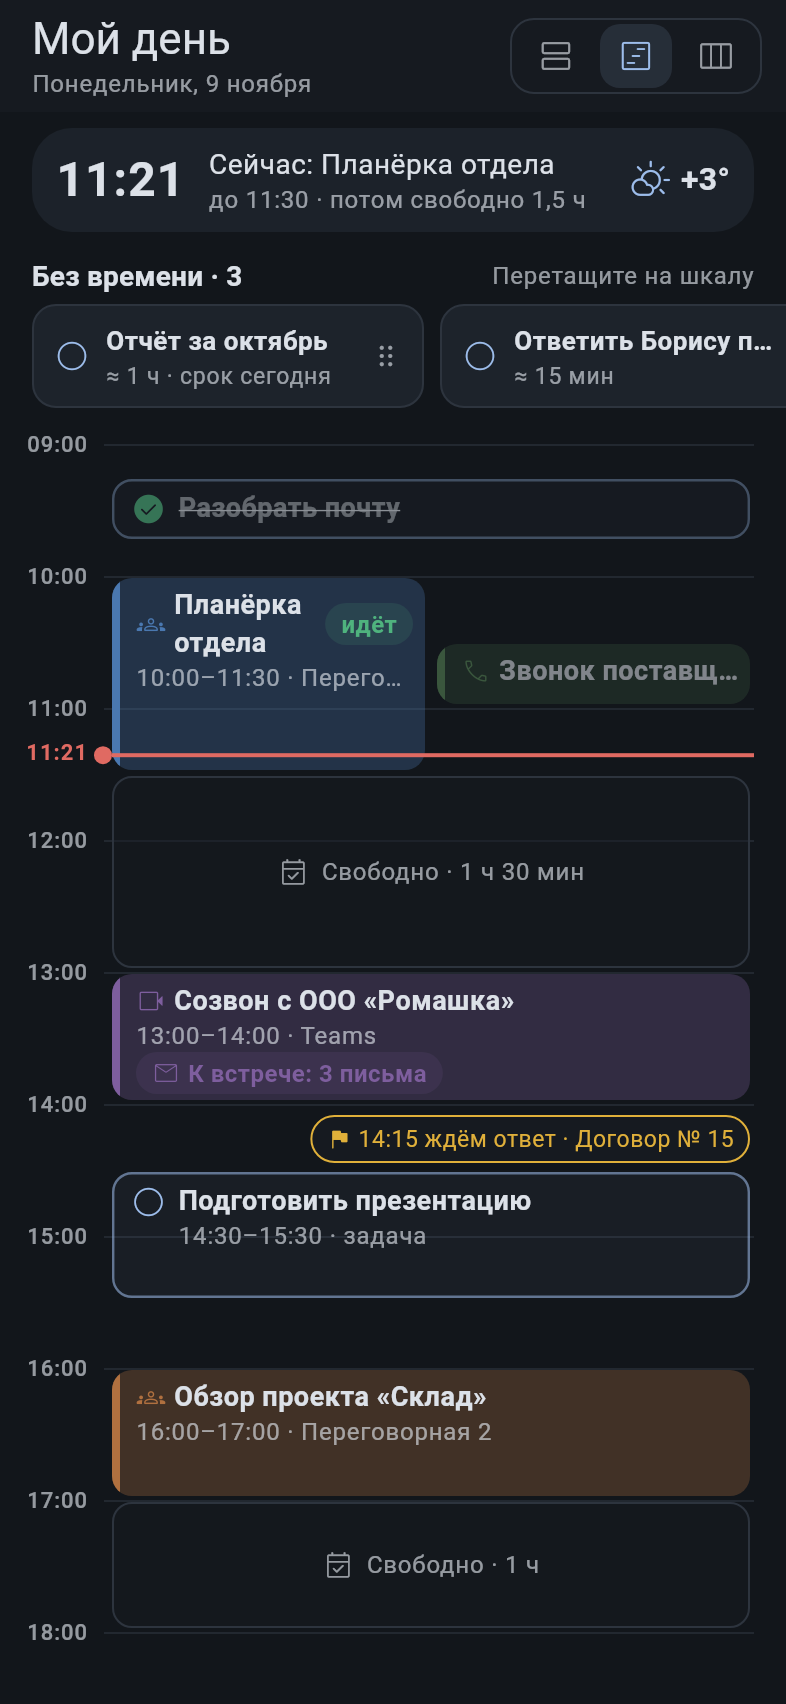 Мой день
Понедельник, 9 ноября
11:21
Сейчас: Планёрка отдела
до 11:30 · потом свободно 1,5 ч
+3°
Без времени · 3
Перетащите на шкалу
Отчёт за октябрь
≈ 1 ч · срок сегодня
Ответить Борису п…
≈ 15 мин
09:00
Разобрать почту
10:00
Планёрка
отдела
идёт
10:00–11:30 · Перего…
Звонок поставщ…
11:00
11:21
12:00
Свободно · 1 ч 30 мин
13:00
Созвон с ООО «Ромашка»
13:00–14:00 · Teams
К встрече: 3 письма
14:00
14:15 ждём ответ · Договор № 15
Подготовить презентацию
14:30–15:30 · задача
15:00
16:00
Обзор проекта «Склад»
16:00–17:00 · Переговорная 2
17:00
Свободно · 1 ч
18:00